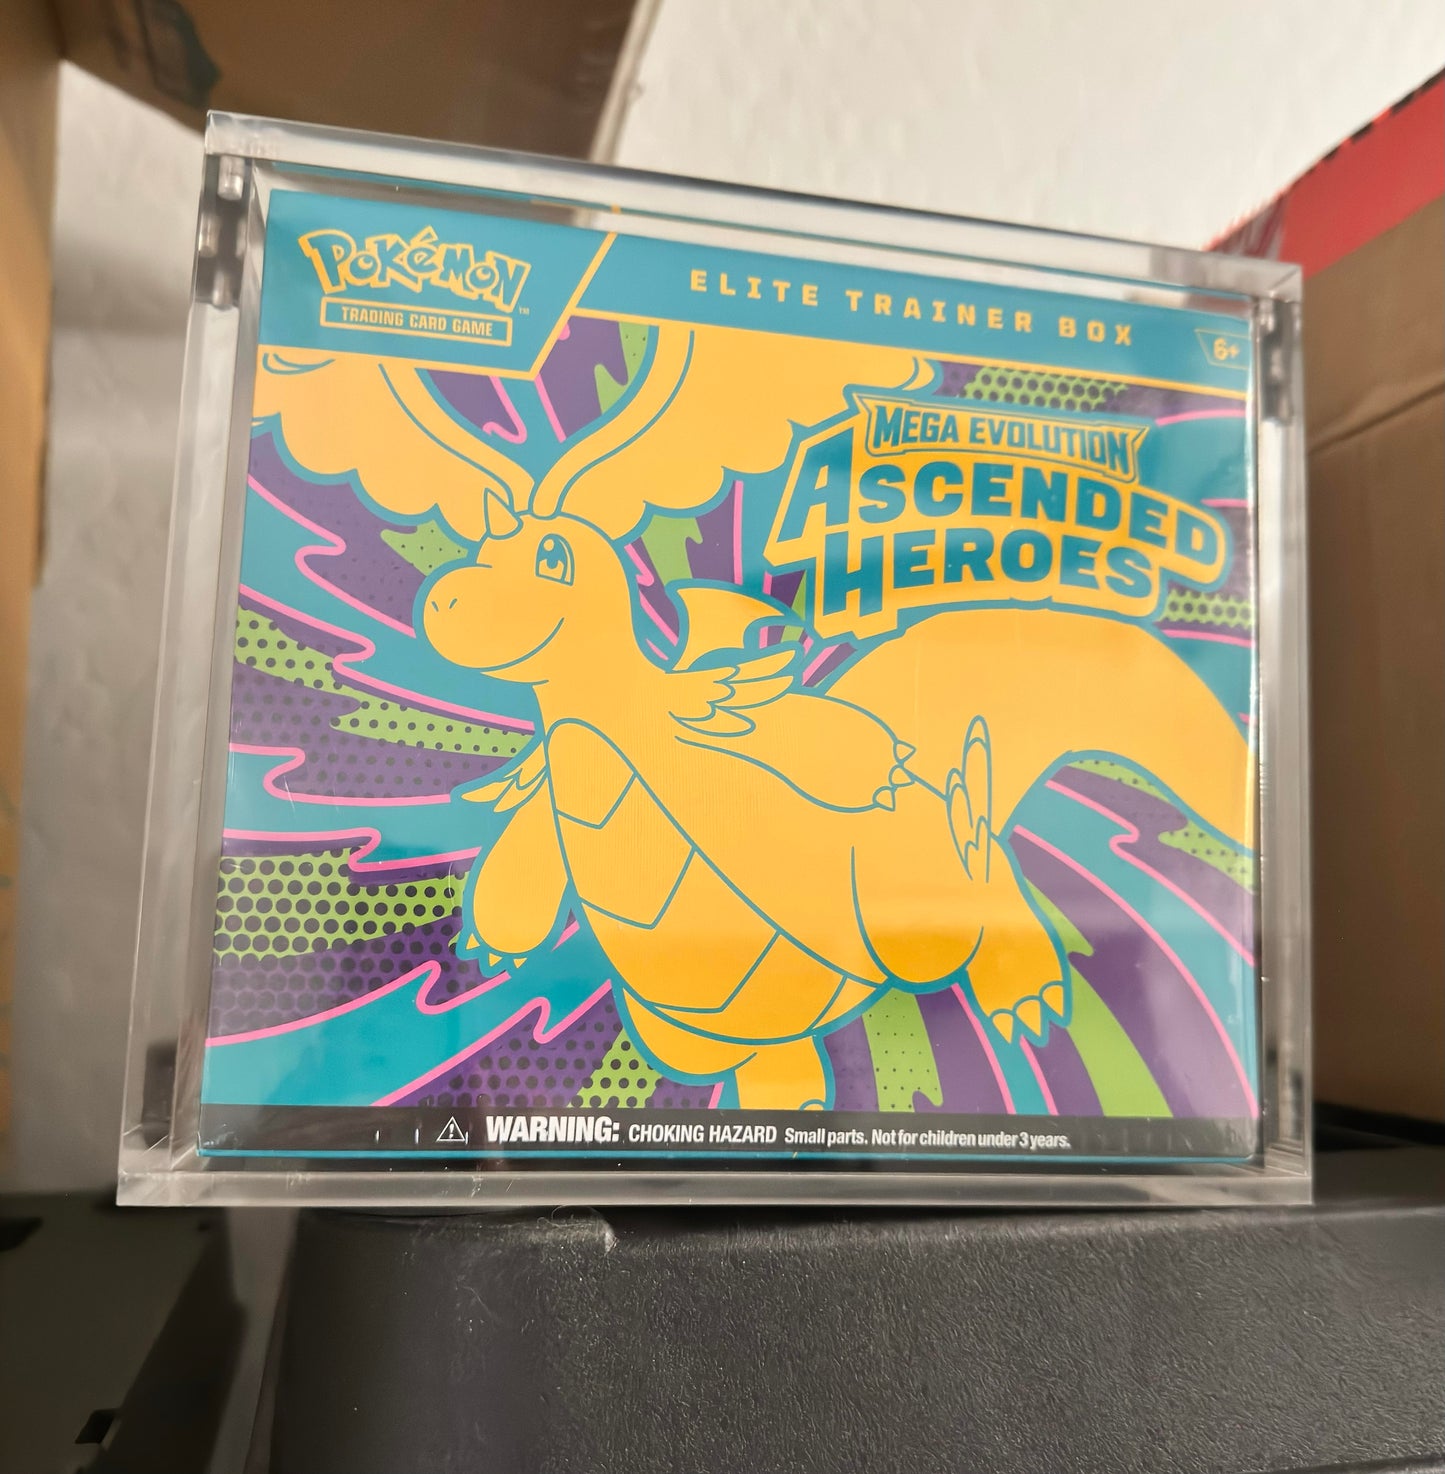 POKéMON
TM
TRADING CARD GAME
ELITE TRAINER BOX
6+
MEGA EVOLUTION
ASCENDED
HEROES
WARNING: CHOKING HAZARD Small parts. Not for children under 3 years.